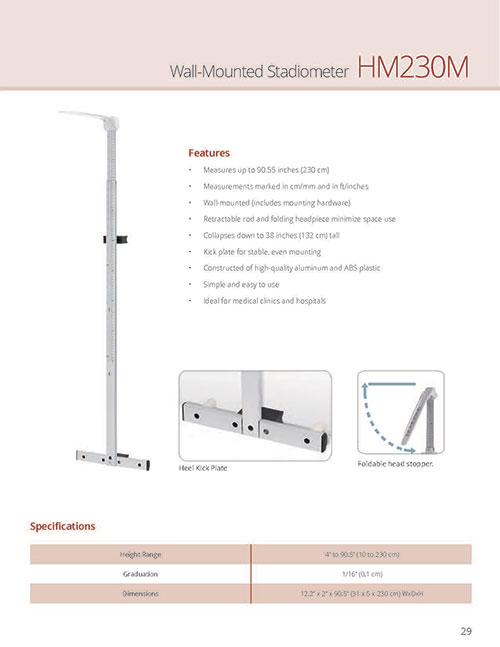 Wall-Mounted Stadiometer HM230M
Features
• Measures up to 90.55 inches (230 cm)
• Measurements marked in cm/mm and in ft/inches
• Wall-mounted (includes mounting hardware)
• Retractable rod and folding headpiece minimize space use
• Collapses down to 38 inches (132 cm) tall
• Kick plate for stable, even mounting
• Constructed of high-quality aluminum and ABS plastic
• Simple and easy to use
• Ideal for medical clinics and hospitals
Heel Kick Plate
Foldable head stopper.
Specifications
Height Range 4" to 90.5" (10 to 230 cm)
Graduation 1/16" (0.1 cm)
Dimensions 12.2" x 2" x 90.5" (31 x 5 x 230 cm) WxDxH
29